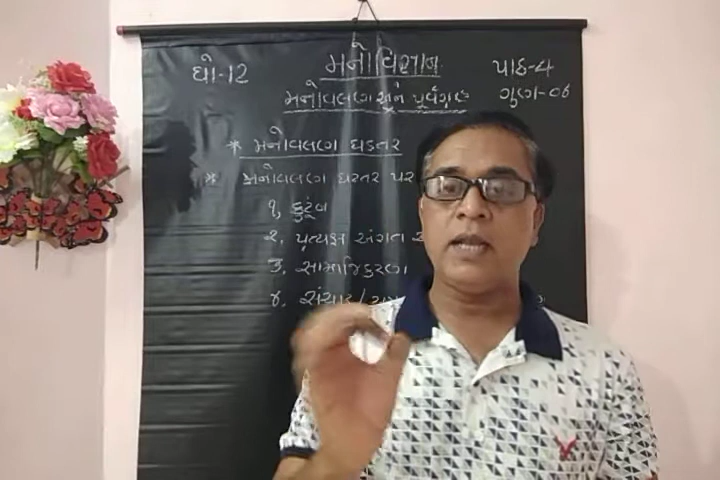 ધો-12 મનોવિજ્ઞાન પાઠ-4
મનોવલણ અને પૂર્વગ્રહ ગુણ-06
* મનોવલણ ઘડતર
* મનોવલણ ઘડતર પર
૧, કુટુંબ
૨, પ્રત્યક્ષ અંગત
૩, સામાજિકરણ
૪, સંચાર/